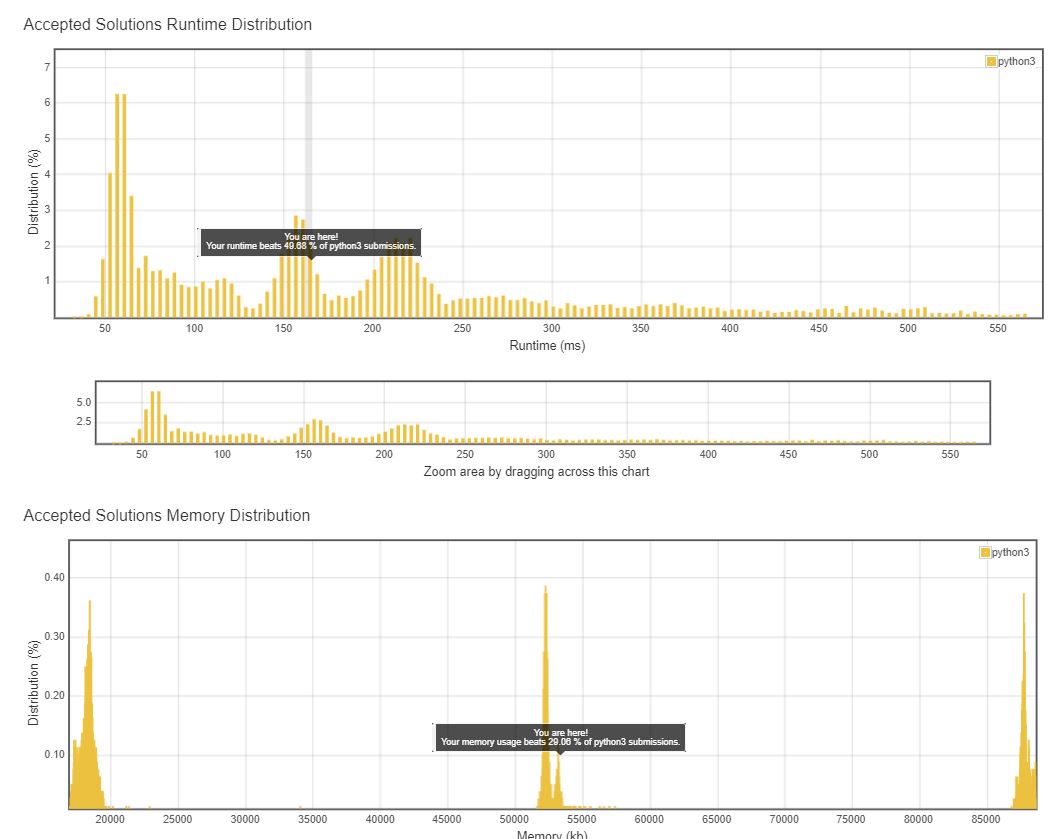 Accepted Solutions Runtime Distribution
python3
7
6
5
4
3
2
1
Distribution (%)
You are here!
Your runtime beats 49.68 % of python3 submissions.
50 100 150 200 250 300 350 400 450 500 550
Runtime (ms)
5.0
2.5
50 100 150 200 250 300 350 400 450 500 550
Zoom area by dragging across this chart
Accepted Solutions Memory Distribution
python3
0.40
0.30
0.20
0.10
Distribution (%)
You are here!
Your memory usage beats 29.06 % of python3 submissions.
20000 25000 30000 35000 40000 45000 50000 55000 60000 65000 70000 75000 80000 85000
Memory (kb)